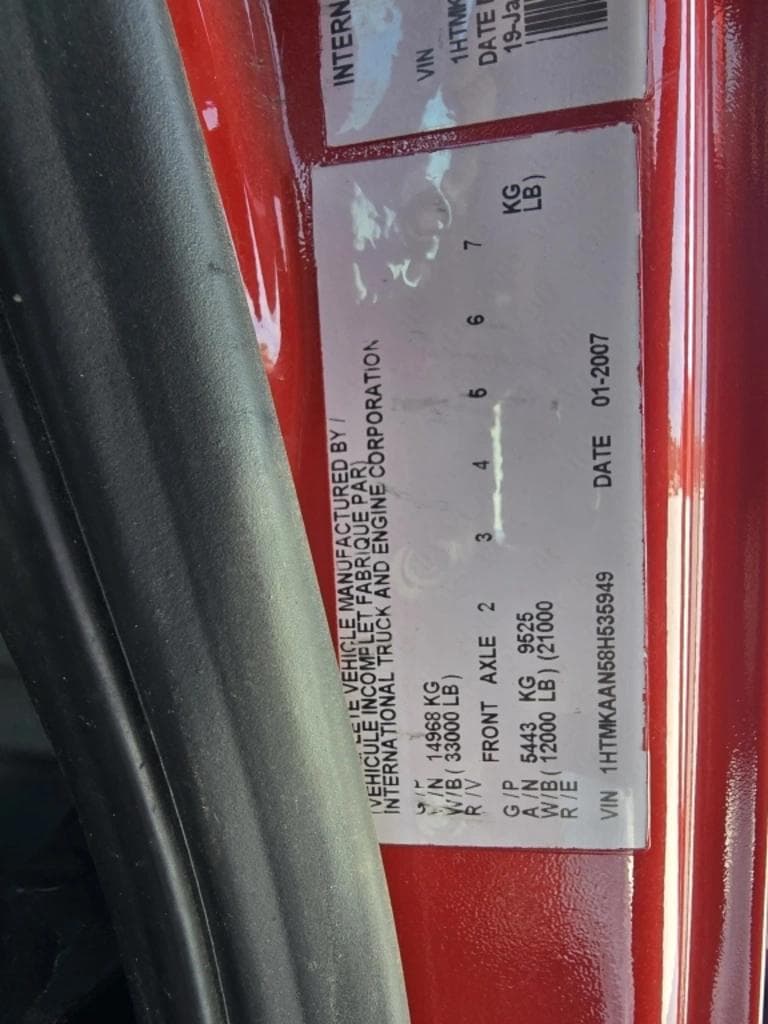 LETE VEHICLE MANUFACTURED BY /
(VEHICULE INCOMPLET FABRIQUE PAR)
INTERNATIONAL TRUCK AND ENGINE CORPORATION
G/P
V/N 14968 KG
W/B ( 33000 LB )
R / V
FRONT AXLE 2 3 4 5 6 7
G / P
A / N 5443 KG 9525 KG
W/B ( 12000 LB ) (21000 LB )
R / E
VIN 1HTMKAAN58H535949 DATE 01-2007
INTERN
VIN
1HTMK
DATE
19-Ja